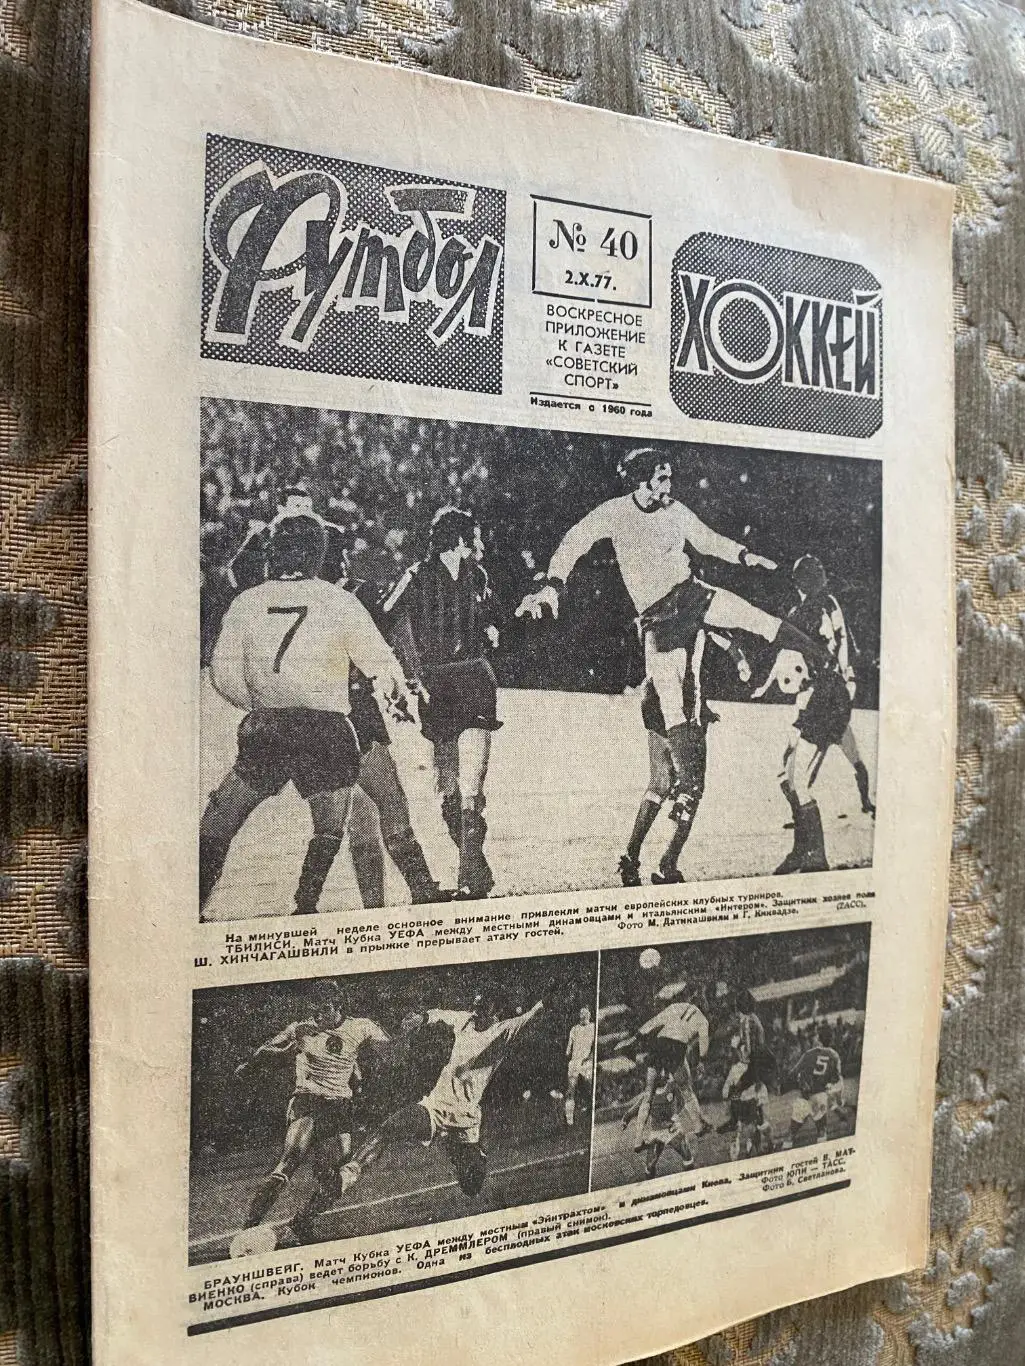 Футбол
№ 40
2.X.77.
ВОСКРЕСНОЕ
ПРИЛОЖЕНИЕ
К ГАЗЕТЕ
«СОВЕТСКИЙ
СПОРТ»
Издается с 1960 года
ХОККЕЙ
7
На минувшей неделе основное внимание привлекли матчи европейских клубных турниров.
ТБИЛИСИ. Матч Кубка УЕФА между местными динамовцами и итальянским «Интером». Защитник хозяев поля
Ш. ХИНЧАГАШВИЛИ в прыжке прерывает атаку гостей. Фото М. Датикашвили и Г. Киквадзе. (ТАСС).
5
БРАУНШВЕЙГ. Матч Кубка УЕФА между местным «Эйнтрахтом» и динамовцами Киева. Защитник гостей В. МАТ-
ВИЕНКО (справа) ведет борьбу с К. ДРЕММЛЕРОМ (правый снимок). Фото ЮПИ — ТАСС.
МОСКВА. Кубок чемпионов. Одна из бесплодных атак московских торпедовцев. Фото Б. Светланова.